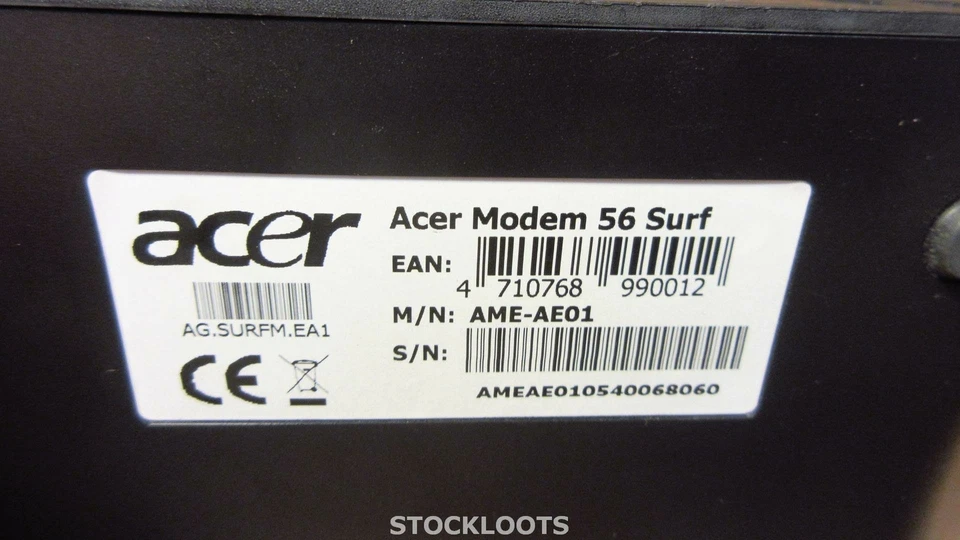 acer
AG.SURFM.EA1
CE
Acer Modem 56 Surf
EAN:
4 710768 990012
M/N: AME-AE01
S/N:
AMEAE010540068060
STOCKLOOTS